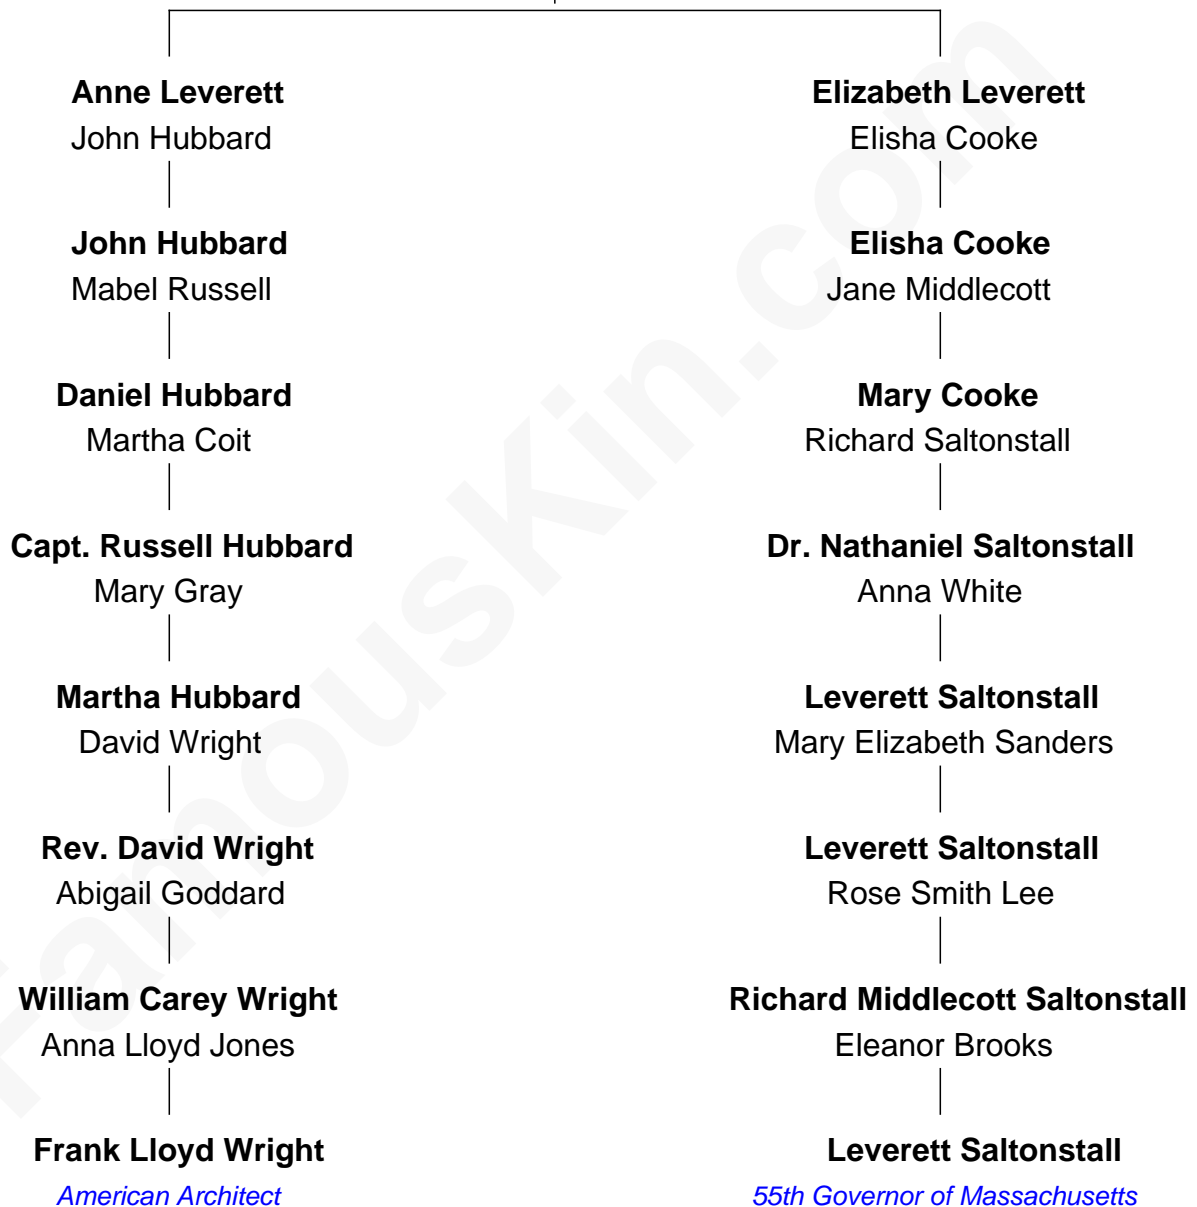 Anne Leverett
John Hubbard
John Hubbard
Mabel Russell
Daniel Hubbard
Martha Coit
Capt. Russell Hubbard
Mary Gray
Martha Hubbard
David Wright
Rev. David Wright
Abigail Goddard
William Carey Wright
Anna Lloyd Jones
Frank Lloyd Wright
American Architect
Elizabeth Leverett
Elisha Cooke
Elisha Cooke
Jane Middlecott
Mary Cooke
Richard Saltonstall
Dr. Nathaniel Saltonstall
Anna White
Leverett Saltonstall
Mary Elizabeth Sanders
Leverett Saltonstall
Rose Smith Lee
Richard Middlecott Saltonstall
Eleanor Brooks
Leverett Saltonstall
55th Governor of Massachusetts
FamousKin.com